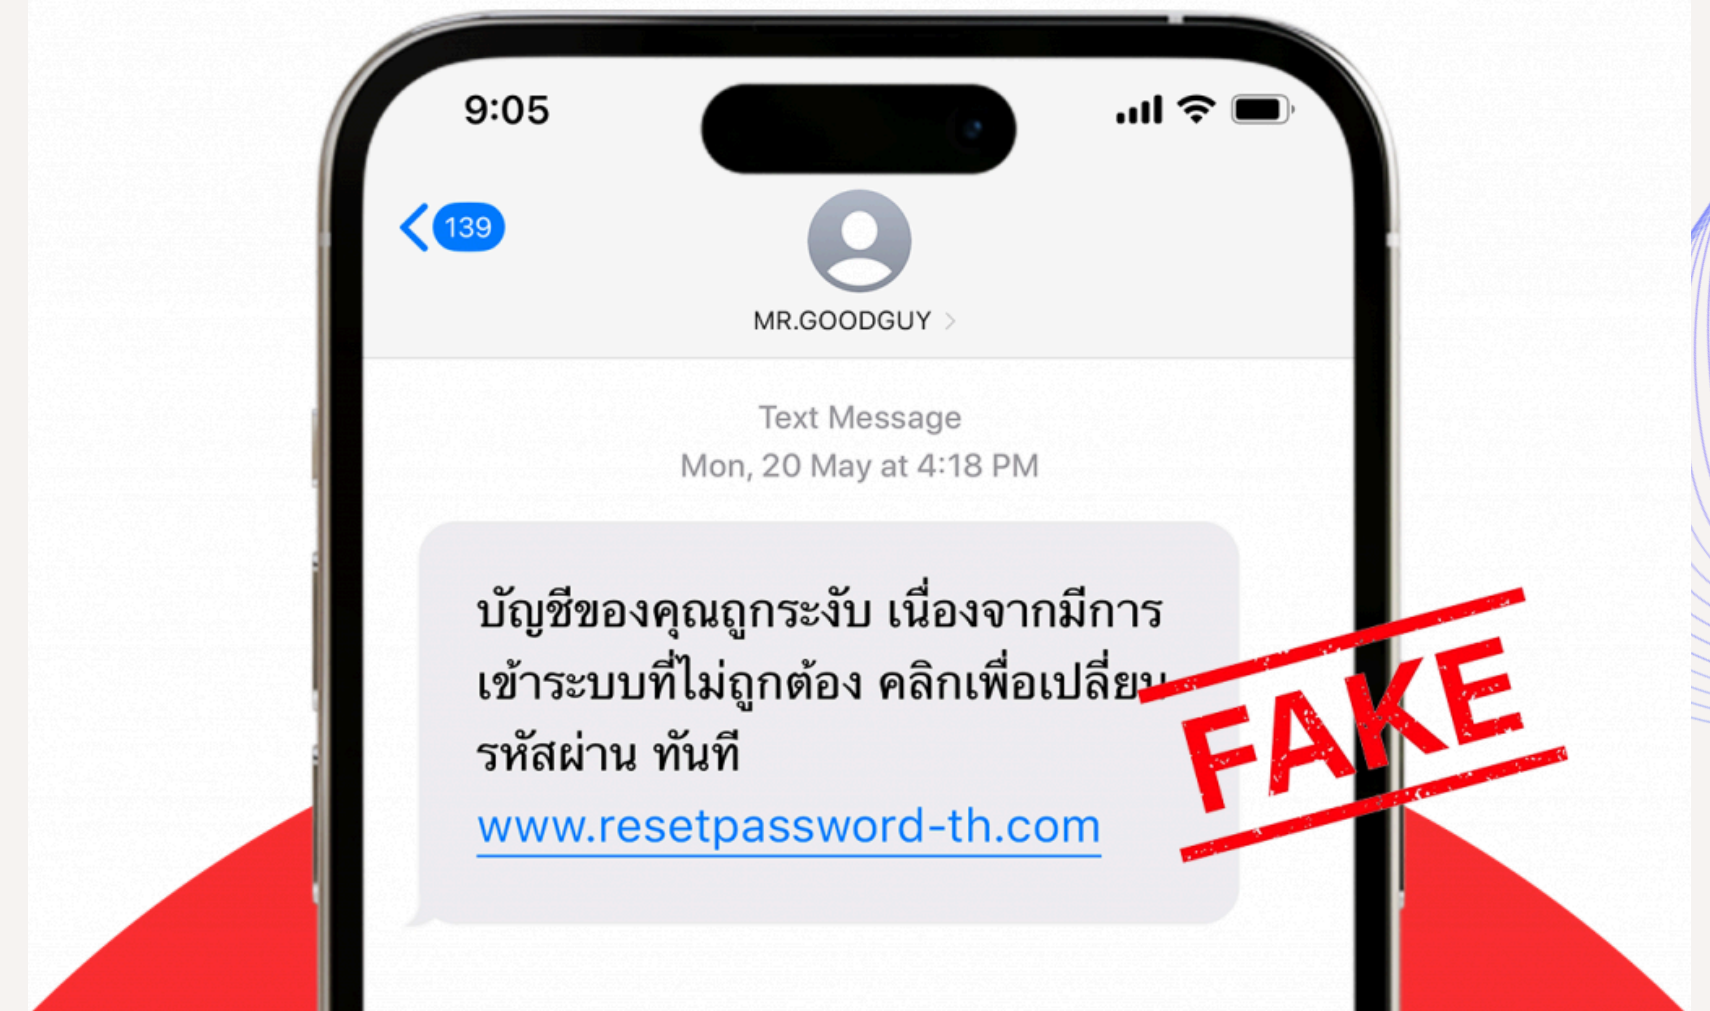 9:05
139
MR.GOODGUY
Text Message
Mon, 20 May at 4:18 PM
บัญชีของคุณถูกระงับ เนื่องจากมีการ
เข้าระบบที่ไม่ถูกต้อง คลิกเพื่อเปลี่ยน
รหัสผ่าน ทันที
www.resetpassword-th.com
FAKE